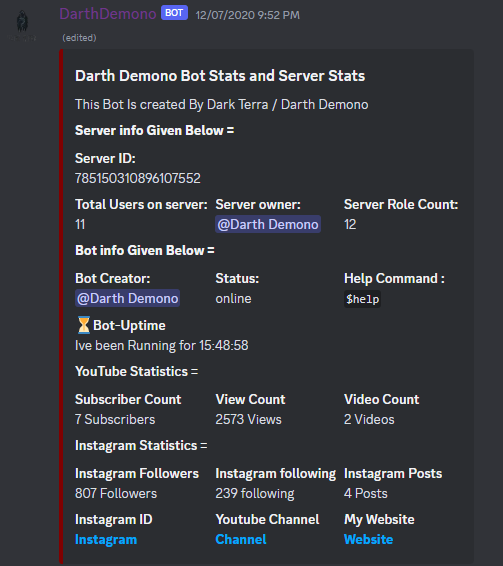 DarthDemono BOT 12/07/2020 9:52 PM
(edited)
Darth Demono Bot Stats and Server Stats
This Bot Is created By Dark Terra / Darth Demono
Server info Given Below =
Server ID:
785150310896107552
Total Users on server: Server owner: Server Role Count:
11 @Darth Demono 12
Bot info Given Below =
Bot Creator: Status: Help Command :
@Darth Demono online $help
⏳Bot-Uptime
Ive been Running for 15:48:58
YouTube Statistics =
Subscriber Count View Count Video Count
7 Subscribers 2573 Views 2 Videos
Instagram Statistics =
Instagram Followers Instagram following Instagram Posts
807 Followers 239 following 4 Posts
Instagram ID Youtube Channel My Website
Instagram Channel Website